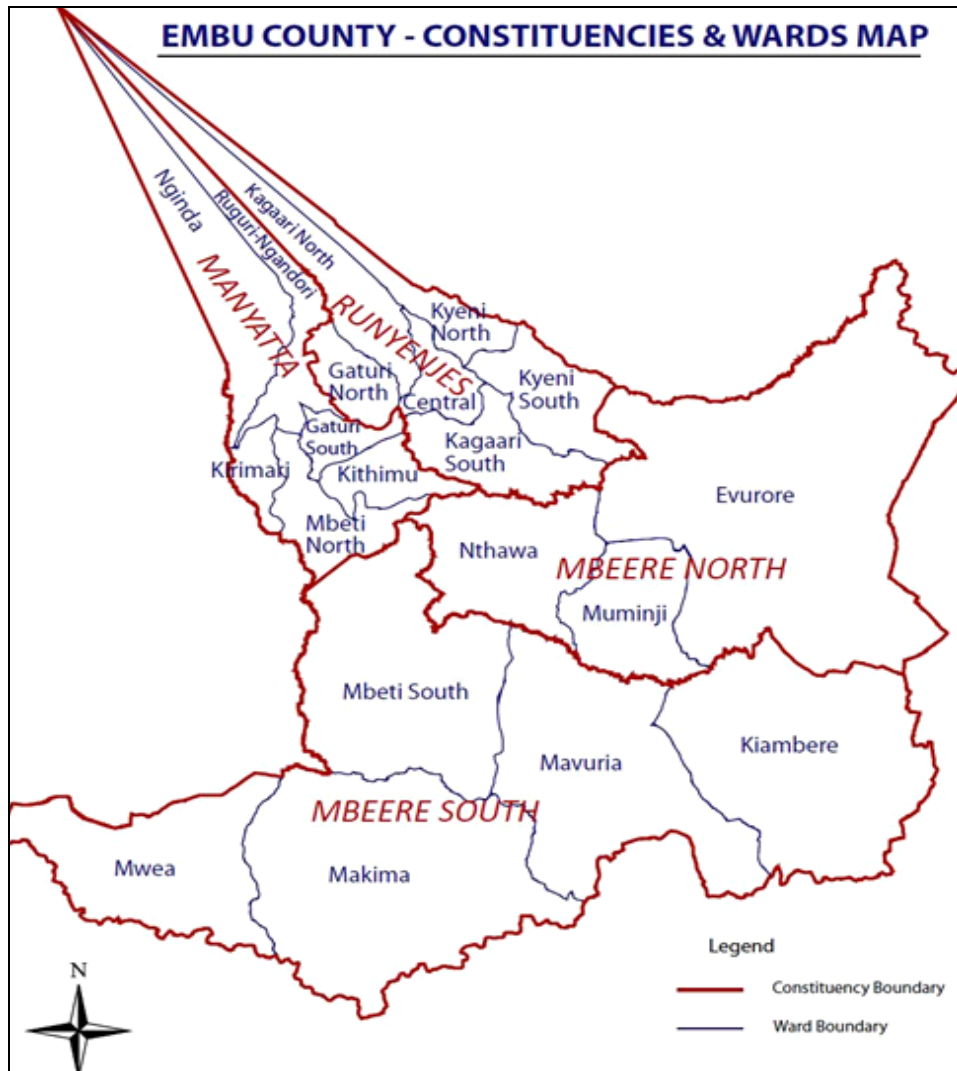 EMBU COUNTY - CONSTITUENCIES & WARDS MAP
Nginda
Ruguri-Ngandori
Kagaari North
MANYATTA
RUNYENJES
Kyeni
North
Gaturi
North
Central
Kyeni
South
Gaturi
South
Kagaari
South
Kirimari
Kithimu
Mbeti
North
Evurore
Nthawa
MBEERE NORTH
Muminji
Mbeti South
Mavuria
Kiambere
MBEERE SOUTH
Mwea
Makima
Legend
N
Constituency Boundary
Ward Boundary